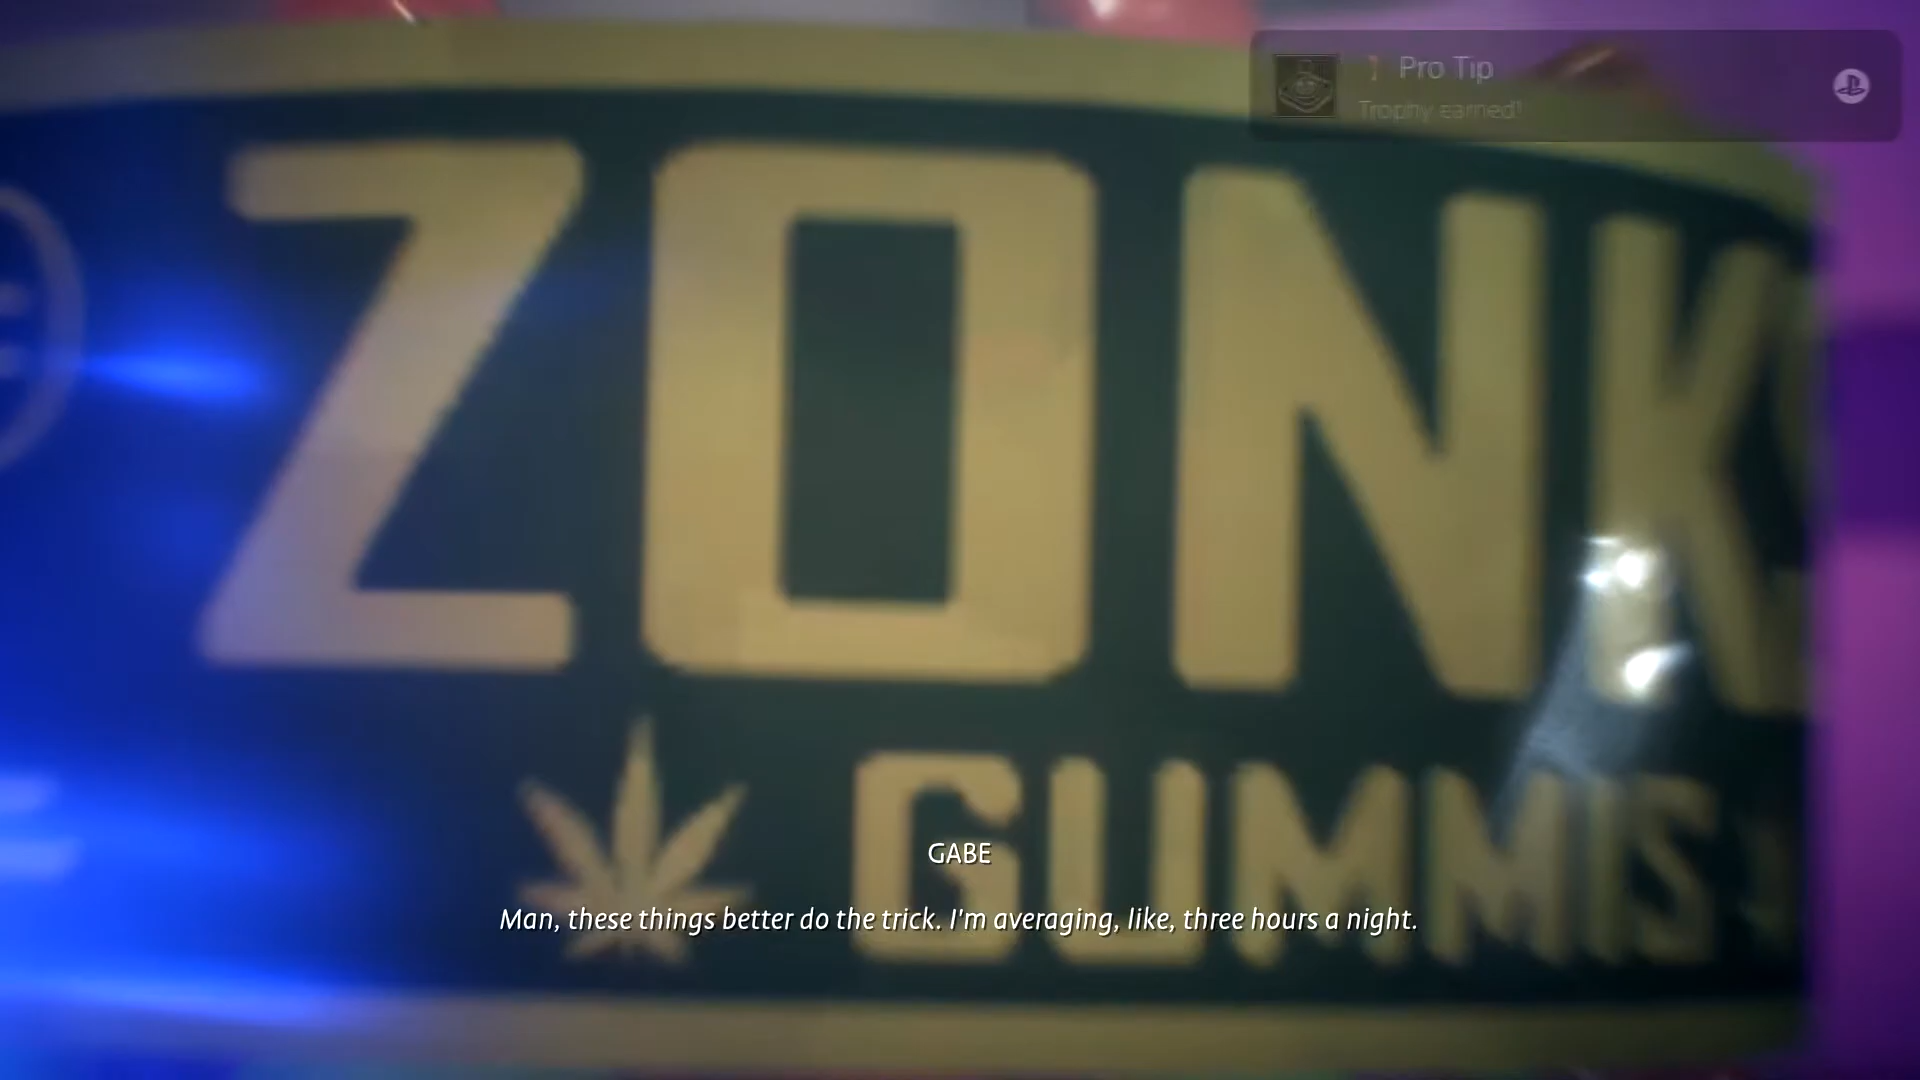 Pro Tip
Trophy earned!
ZONK
GUMMIS
GABE
Man, these things better do the trick. I'm averaging, like, three hours a night.